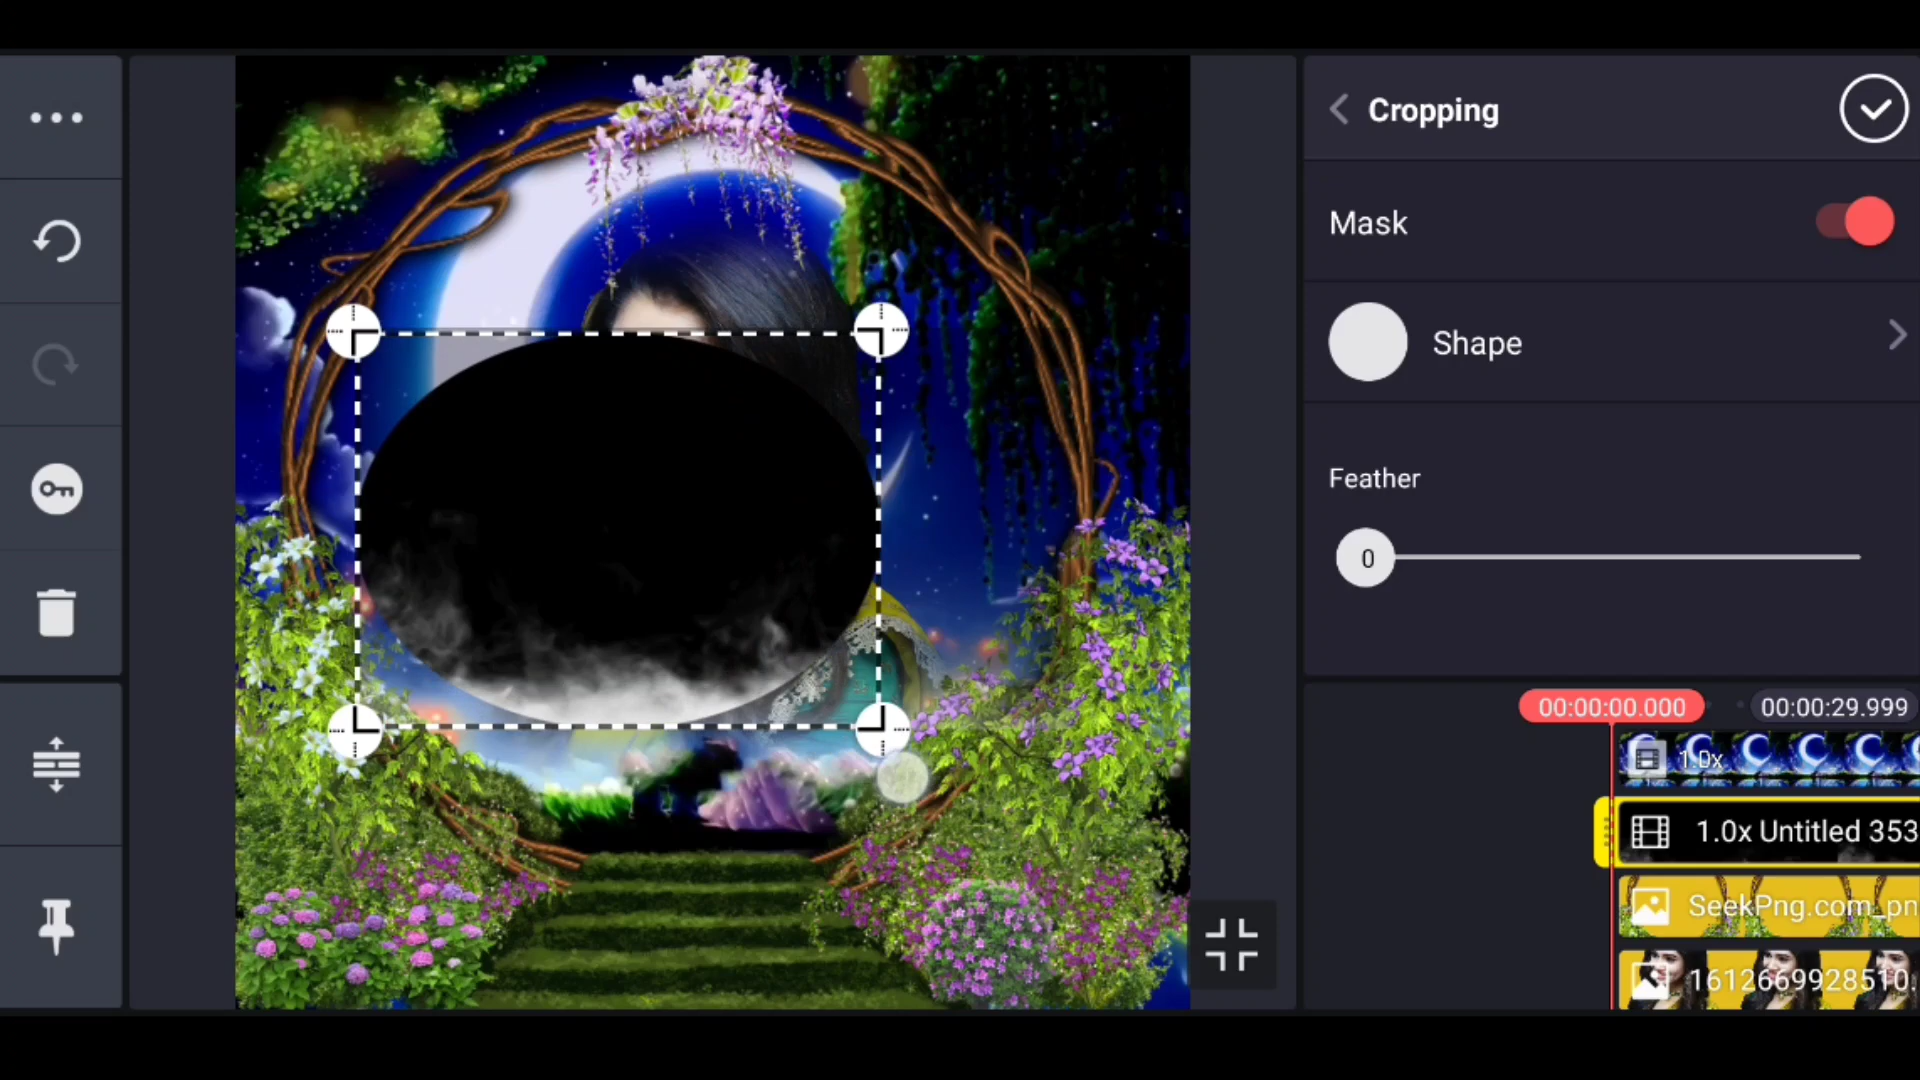 Cropping
Mask
Shape
Feather
0
00:00:00.000
00:00:29.999
1.0x
1.0x Untitled 353
SeekPng.com_pn
1612669928510.